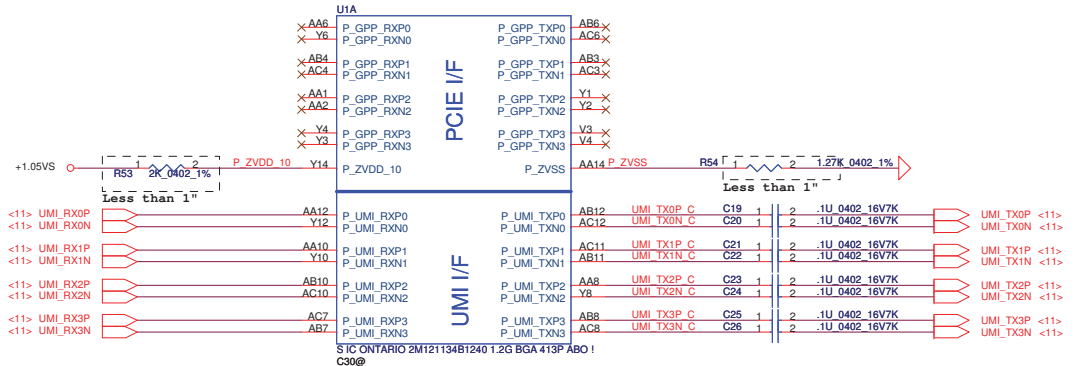 U1A
AA6 P_GPP_RXP0 P_GPP_TXP0 AB6
Y6 P_GPP_RXN0 P_GPP_TXN0 AC6
AB4 P_GPP_RXP1 P_GPP_TXP1 AB3
AC4 P_GPP_RXN1 P_GPP_TXN1 AC3
PCIE I/F
AA1 P_GPP_RXP2 P_GPP_TXP2 Y1
AA2 P_GPP_RXN2 P_GPP_TXN2 Y2
Y4 P_GPP_RXP3 P_GPP_TXP3 V3
Y3 P_GPP_RXN3 P_GPP_TXN3 V4
+1.05VS 1 2 P_ZVDD_10 Y14 P_ZVDD_10 P_ZVSS AA14 P_ZVSS R54 1 2 1.27K_0402_1%
R53 2K_0402_1%
Less than 1" Less than 1"
<11> UMI_RX0P AA12 P_UMI_RXP0 P_UMI_TXP0 AB12 UMI_TX0P_C C19 1 2 .1U_0402_16V7K UMI_TX0P <11>
<11> UMI_RX0N Y12 P_UMI_RXN0 P_UMI_TXN0 AC12 UMI_TX0N_C C20 1 2 .1U_0402_16V7K UMI_TX0N <11>
<11> UMI_RX1P AA10 P_UMI_RXP1 P_UMI_TXP1 AC11 UMI_TX1P_C C21 1 2 .1U_0402_16V7K UMI_TX1P <11>
<11> UMI_RX1N Y10 P_UMI_RXN1 P_UMI_TXN1 AB11 UMI_TX1N_C C22 1 2 .1U_0402_16V7K UMI_TX1N <11>
UMI I/F
<11> UMI_RX2P AB10 P_UMI_RXP2 P_UMI_TXP2 AA8 UMI_TX2P_C C23 1 2 .1U_0402_16V7K UMI_TX2P <11>
<11> UMI_RX2N AC10 P_UMI_RXN2 P_UMI_TXN2 Y8 UMI_TX2N_C C24 1 2 .1U_0402_16V7K UMI_TX2N <11>
<11> UMI_RX3P AC7 P_UMI_RXP3 P_UMI_TXP3 AB8 UMI_TX3P_C C25 1 2 .1U_0402_16V7K UMI_TX3P <11>
<11> UMI_RX3N AB7 P_UMI_RXN3 P_UMI_TXN3 AC8 UMI_TX3N_C C26 1 2 .1U_0402_16V7K UMI_TX3N <11>
S IC ONTARIO 2M121134B1240 1.2G BGA 413P ABO !
C30@